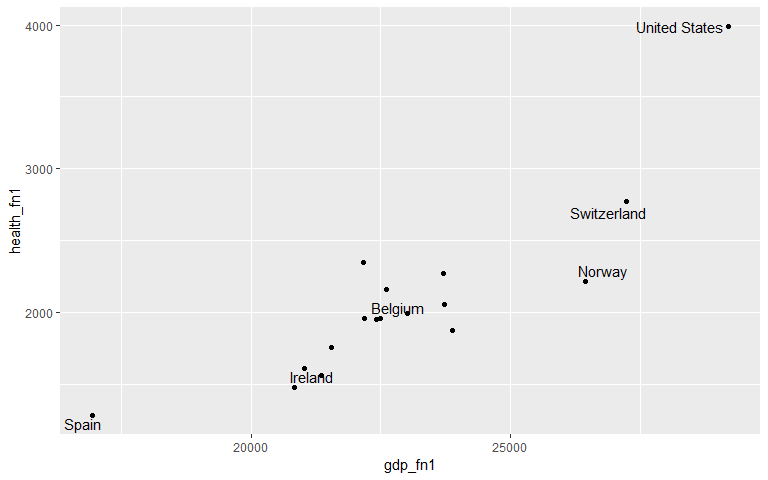 4000
3000
2000
health_fn1
United States
Switzerland
Norway
Belgium
Ireland
Spain
20000
25000
gdp_fn1